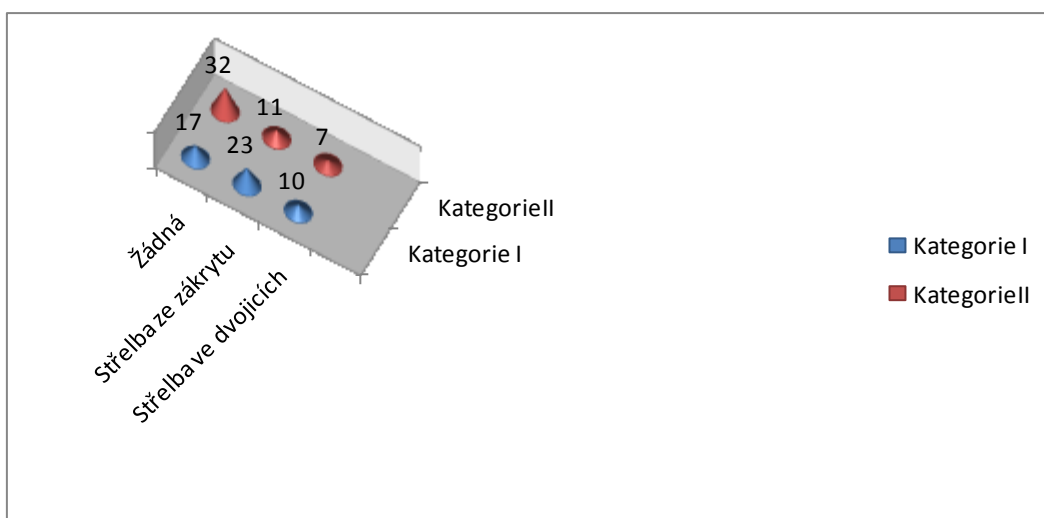 32
11
7
17
23
10
Žádná
Střelba ze zákrytu
Střelba ve dvojicích
KategorieII
Kategorie I
Kategorie I
KategorieII